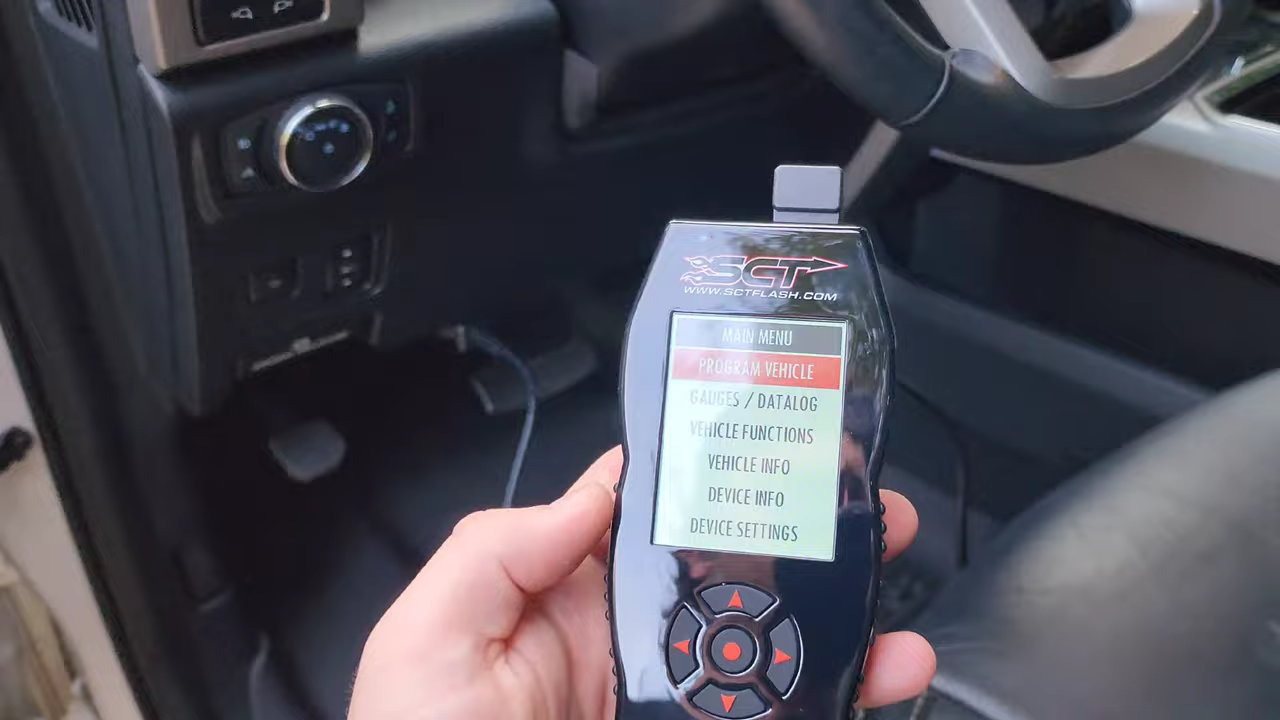 SCT
WWW.SCTFLASH.COM
MAIN MENU
PROGRAM VEHICLE
GAUGES / DATALOG
VEHICLE FUNCTIONS
VEHICLE INFO
DEVICE INFO
DEVICE SETTINGS